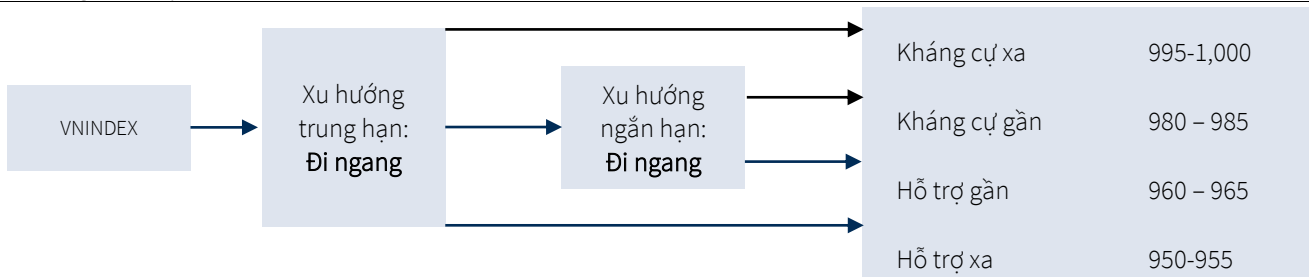 VNINDEX
Xu hướng
trung hạn:
Đi ngang
Xu hướng
ngắn hạn:
Đi ngang
Kháng cự xa 995-1,000
Kháng cự gần 980 – 985
Hỗ trợ gần 960 – 965
Hỗ trợ xa 950-955